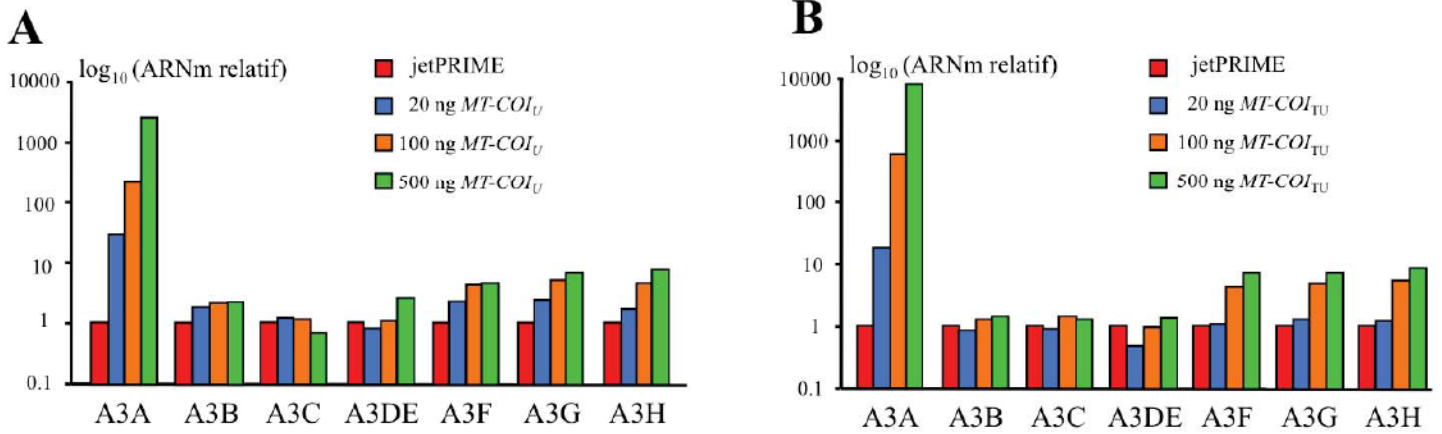 A
log10 (ARNm relatif)
10000
1000
100
10
1
0.1
jetPRIME
20 ng MT-COIU
100 ng MT-COIU
500 ng MT-COIU
A3A A3B A3C A3DE A3F A3G A3H
B
log10 (ARNm relatif)
10000
1000
100
10
1
0.1
jetPRIME
20 ng MT-COITU
100 ng MT-COITU
500 ng MT-COITU
A3A A3B A3C A3DE A3F A3G A3H